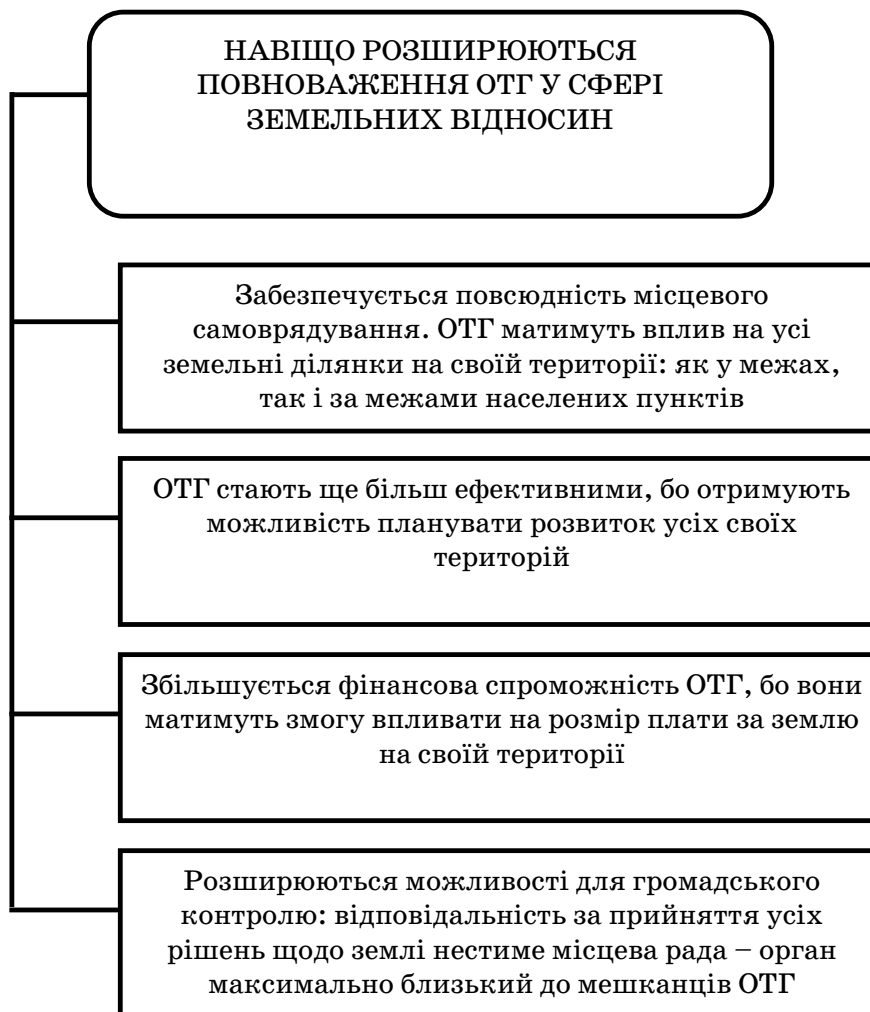 НАВІЩО РОЗШИРЮЮТЬСЯ
ПОВНОВАЖЕННЯ ОТГ У СФЕРІ
ЗЕМЕЛЬНИХ ВІДНОСИН
Забезпечується повсюдність місцевого
самоврядування. ОТГ матимуть вплив на усі
земельні ділянки на своїй території: як у межах,
так і за межами населених пунктів
ОТГ стають ще більш ефективними, бо отримують
можливість планувати розвиток усіх своїх
територій
Збільшується фінансова спроможність ОТГ, бо вони
матимуть змогу впливати на розмір плати за землю
на своїй території
Розширюються можливості для громадського
контролю: відповідальність за прийняття усіх
рішень щодо землі нестиме місцева рада – орган
максимально близький до мешканців ОТГ